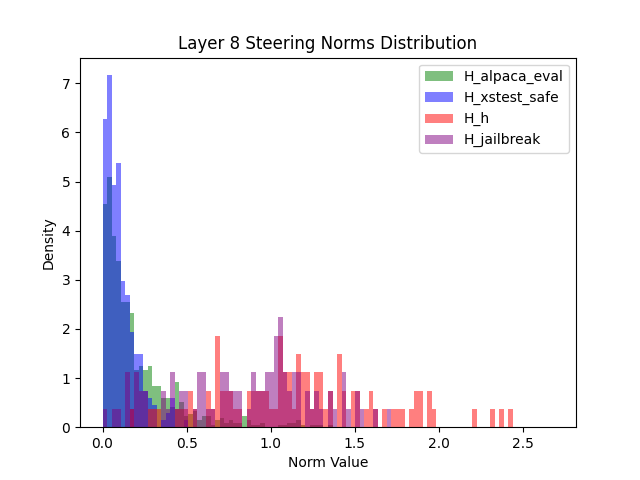 Layer 8 Steering Norms Distribution
H_alpaca_eval
H_xstest_safe
H_h
H_jailbreak
Density
7
6
5
4
3
2
1
0
0.0 0.5 1.0 1.5 2.0 2.5
Norm Value